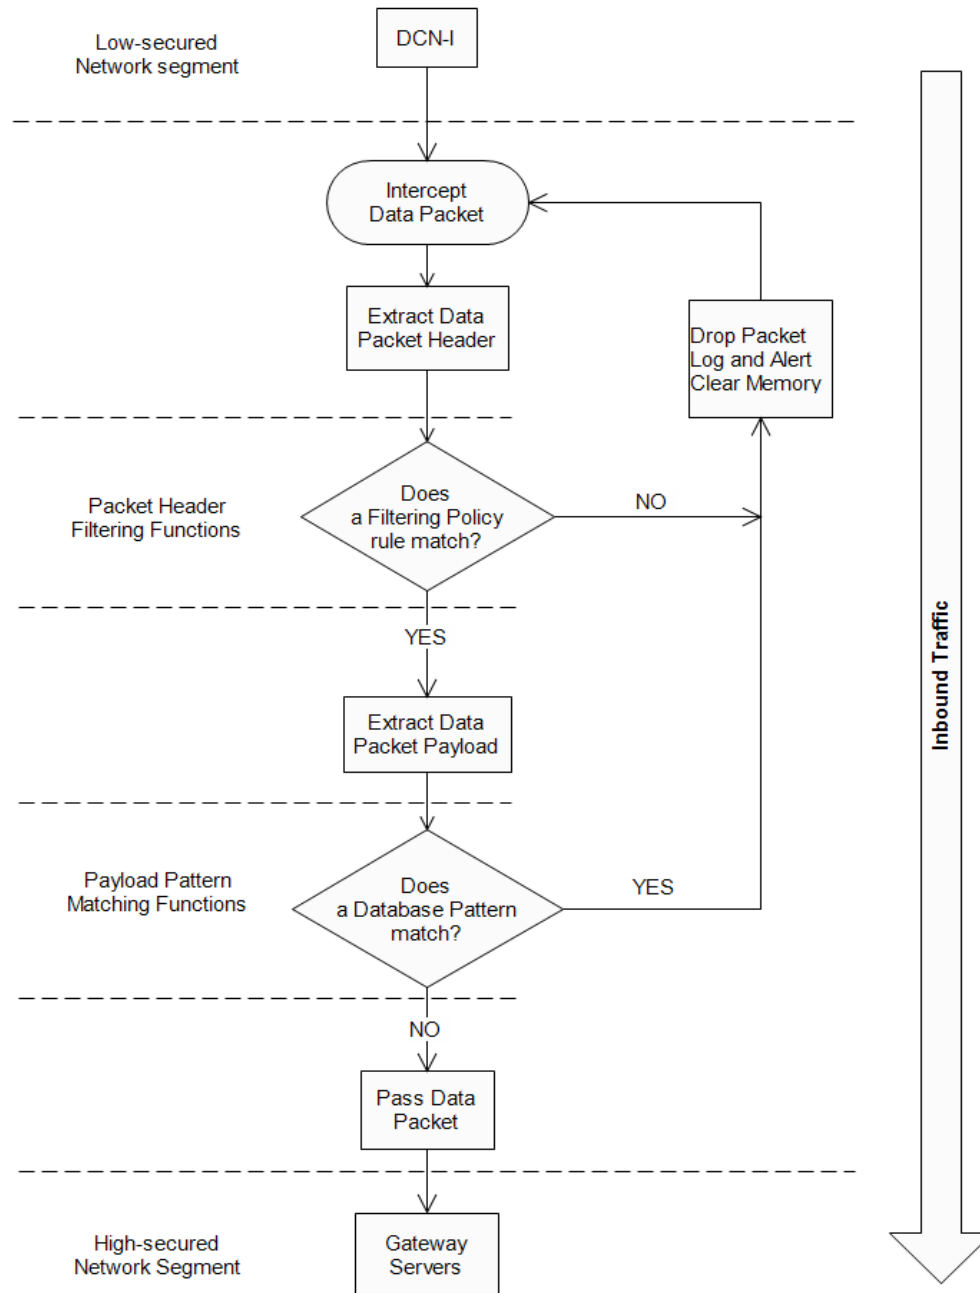 Low-secured
Network segment
DCN-I
Intercept
Data Packet
Extract Data
Packet Header
Drop Packet
Log and Alert
Clear Memory
Packet Header
Filtering Functions
Does
a Filtering Policy
rule match?
NO
YES
Extract Data
Packet Payload
Payload Pattern
Matching Functions
Does
a Database Pattern
match?
YES
NO
Pass Data
Packet
High-secured
Network Segment
Gateway
Servers
Inbound Traffic